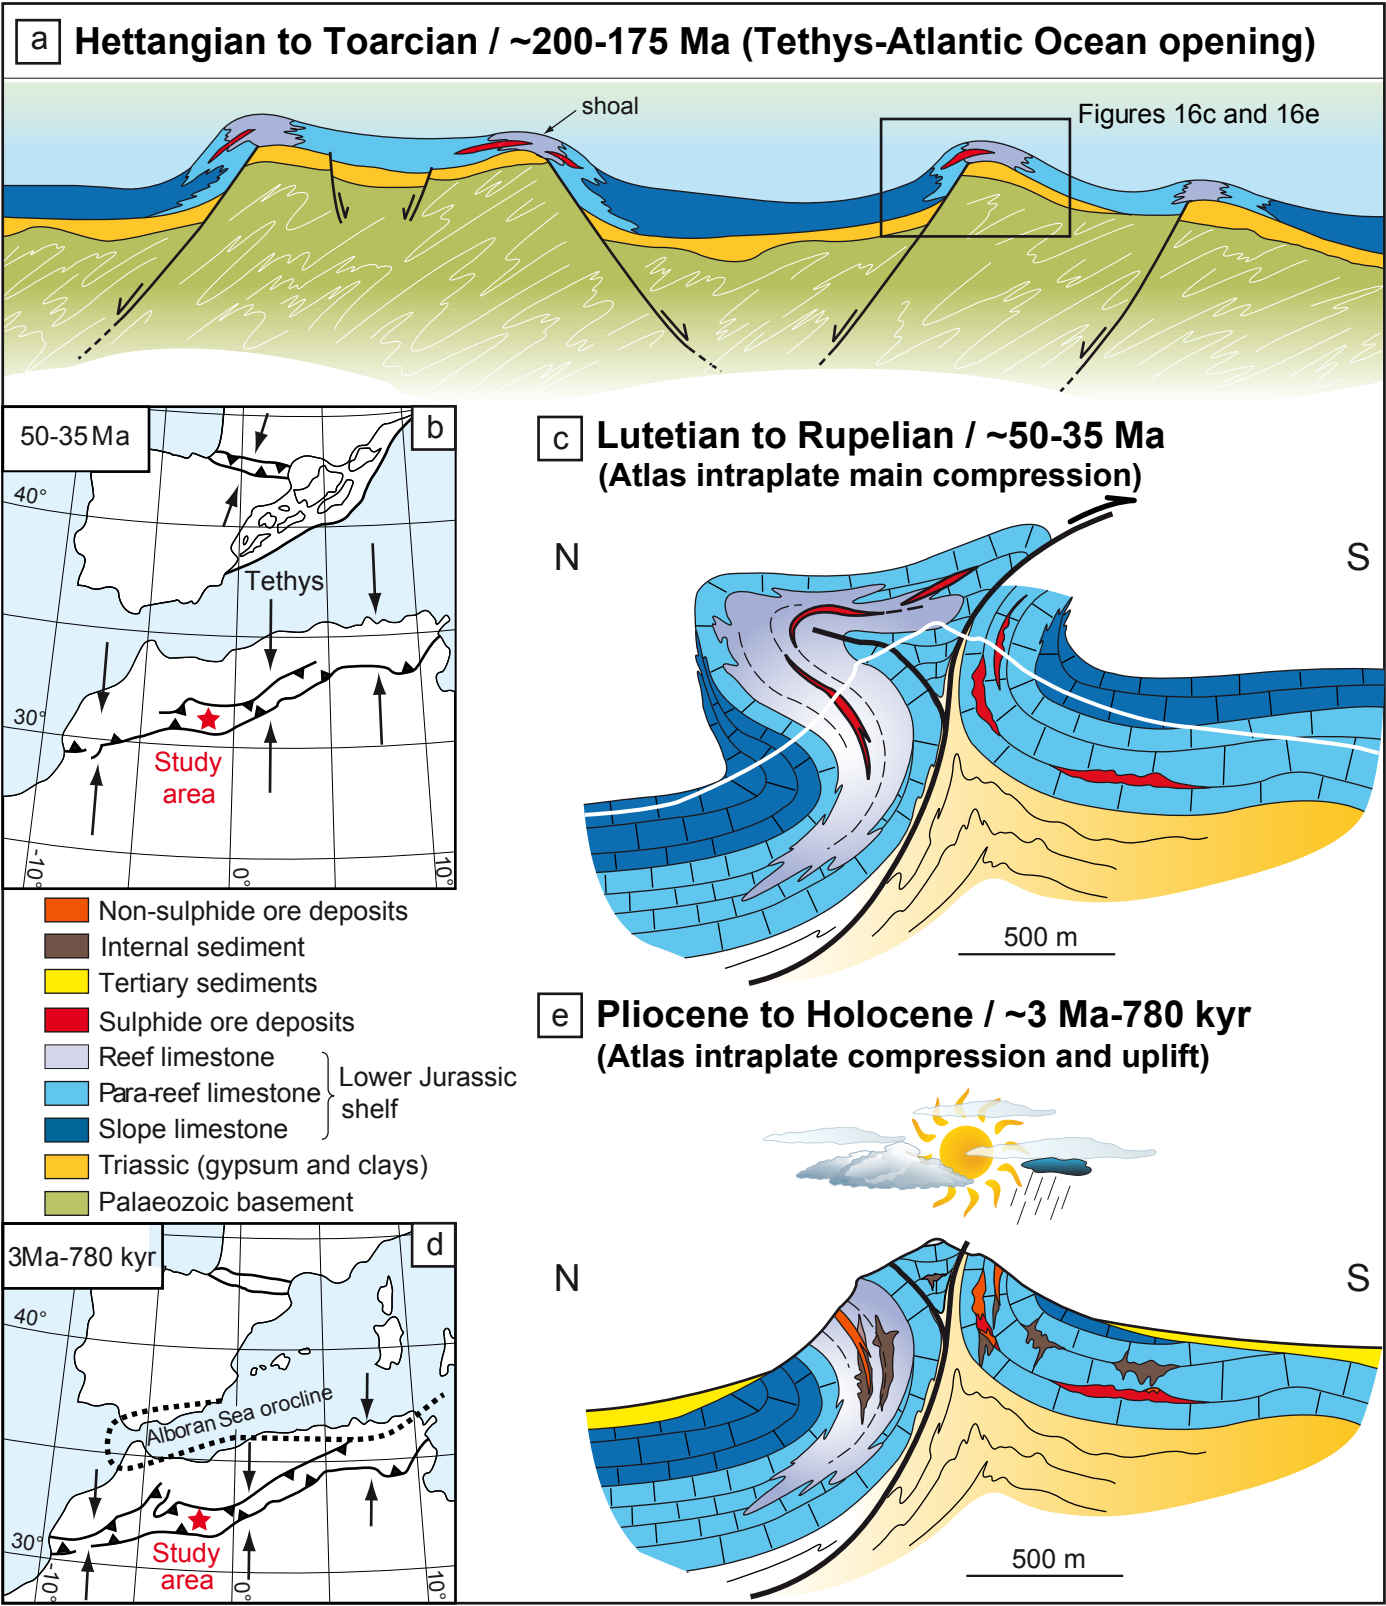 a Hettangian to Toarcian / ~200-175 Ma (Tethys-Atlantic Ocean opening)
shoal
Figures 16c and 16e
50-35 Ma
b
40°
Tethys
30°
Study
area
-10°
0°
10°
c Lutetian to Rupelian / ~50-35 Ma
(Atlas intraplate main compression)
N
S
500 m
Non-sulphide ore deposits
Internal sediment
Tertiary sediments
Sulphide ore deposits
Reef limestone
Para-reef limestone
Slope limestone
Lower Jurassic
shelf
Triassic (gypsum and clays)
Palaeozoic basement
3Ma-780 kyr
d
40°
Alboran Sea orocline
30°
Study
area
-10°
0°
10°
e Pliocene to Holocene / ~3 Ma-780 kyr
(Atlas intraplate compression and uplift)
N
S
500 m